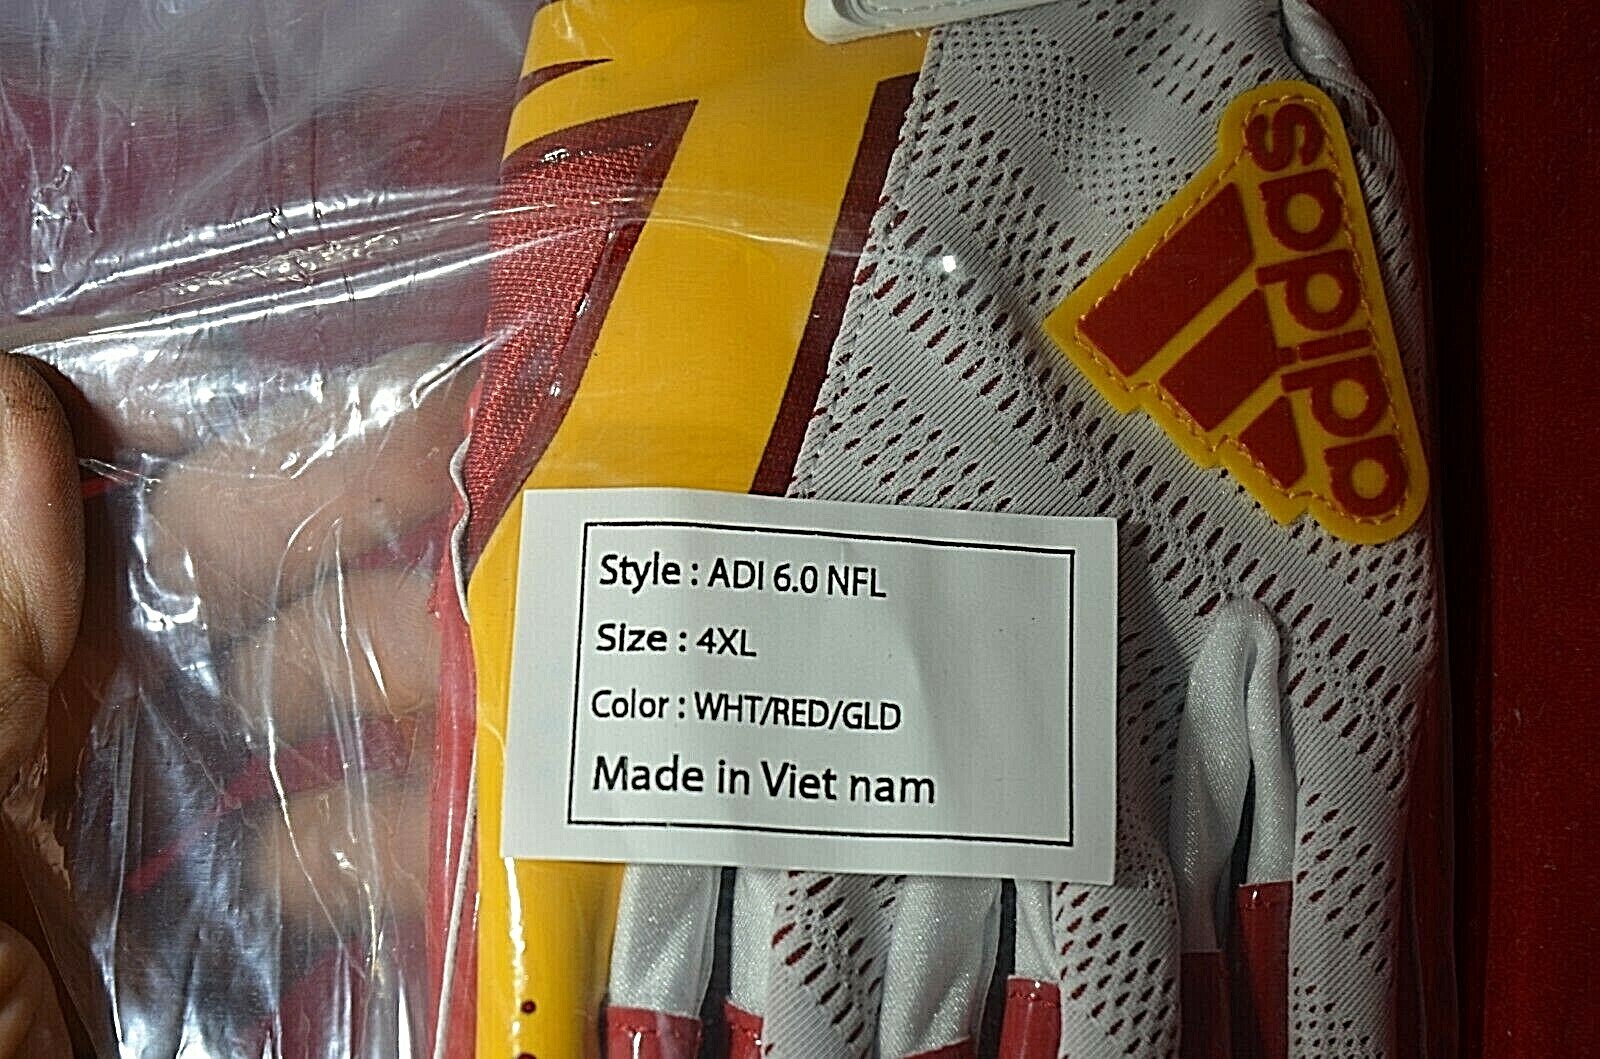 adidas
Style : ADI 6.0 NFL
Size : 4XL
Color : WHT/RED/GLD
Made in Viet nam